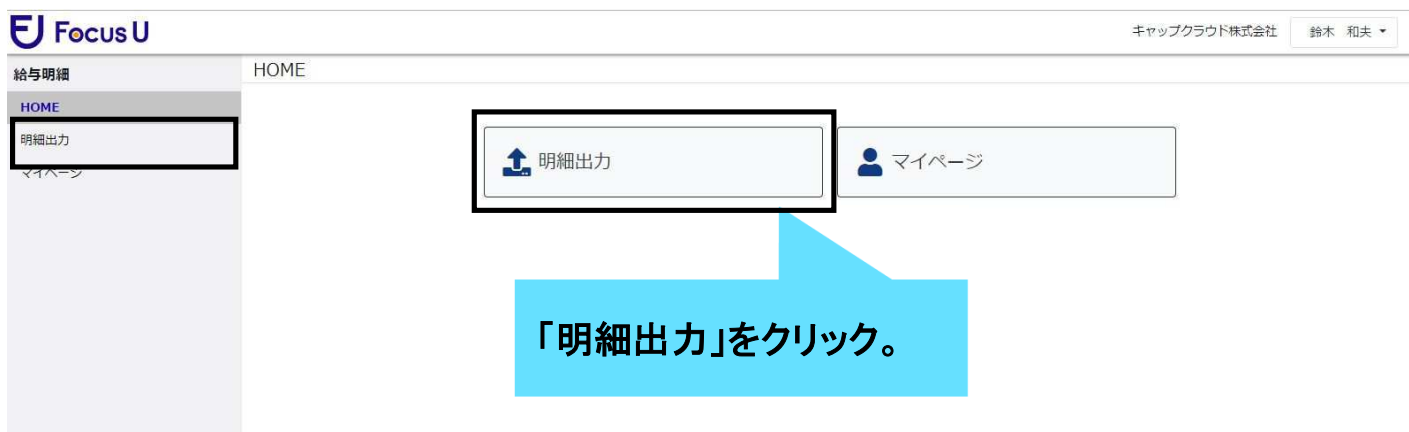 Focus U
キャップクラウド株式会社
鈴木 和夫
給与明細
HOME
HOME
明細出力
マイページ
明細出力
マイページ
「明細出力」をクリック。